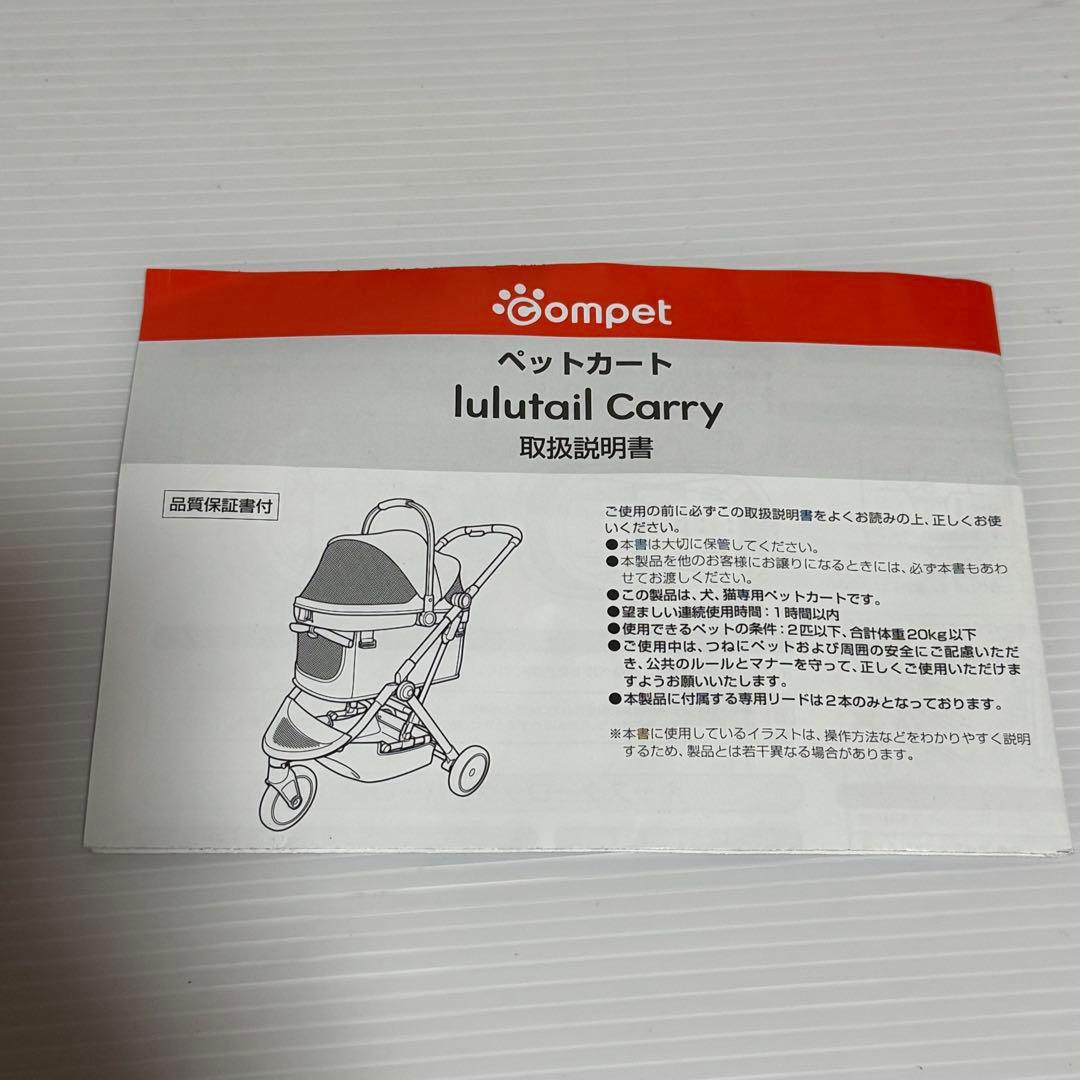 Compet
ペットカート
lulutail Carry
取扱説明書
品質保証書付
ご使用の前に必ずこの取扱説明書をよくお読みの上、正しくお使
いください。
●本書は大切に保管してください。
●本製品を他のお客様にお譲りになるときには、必ず本書もあわ
せてお渡しください。
●この製品は、犬、猫専用ペットカートです。
●望ましい連続使用時間：1時間以内
●使用できるペットの条件：2匹以下、合計体重20kg以下
●ご使用中は、つねにペットおよび周囲の安全にご配慮いただ
き、公共のルールとマナーを守って、正しくご使用いただけま
すようお願いいたします。
●本製品に付属する専用リードは2本のみとなっております。
※本書に使用しているイラストは、操作方法などをわかりやすく説明
するため、製品とは若干異なる場合があります。